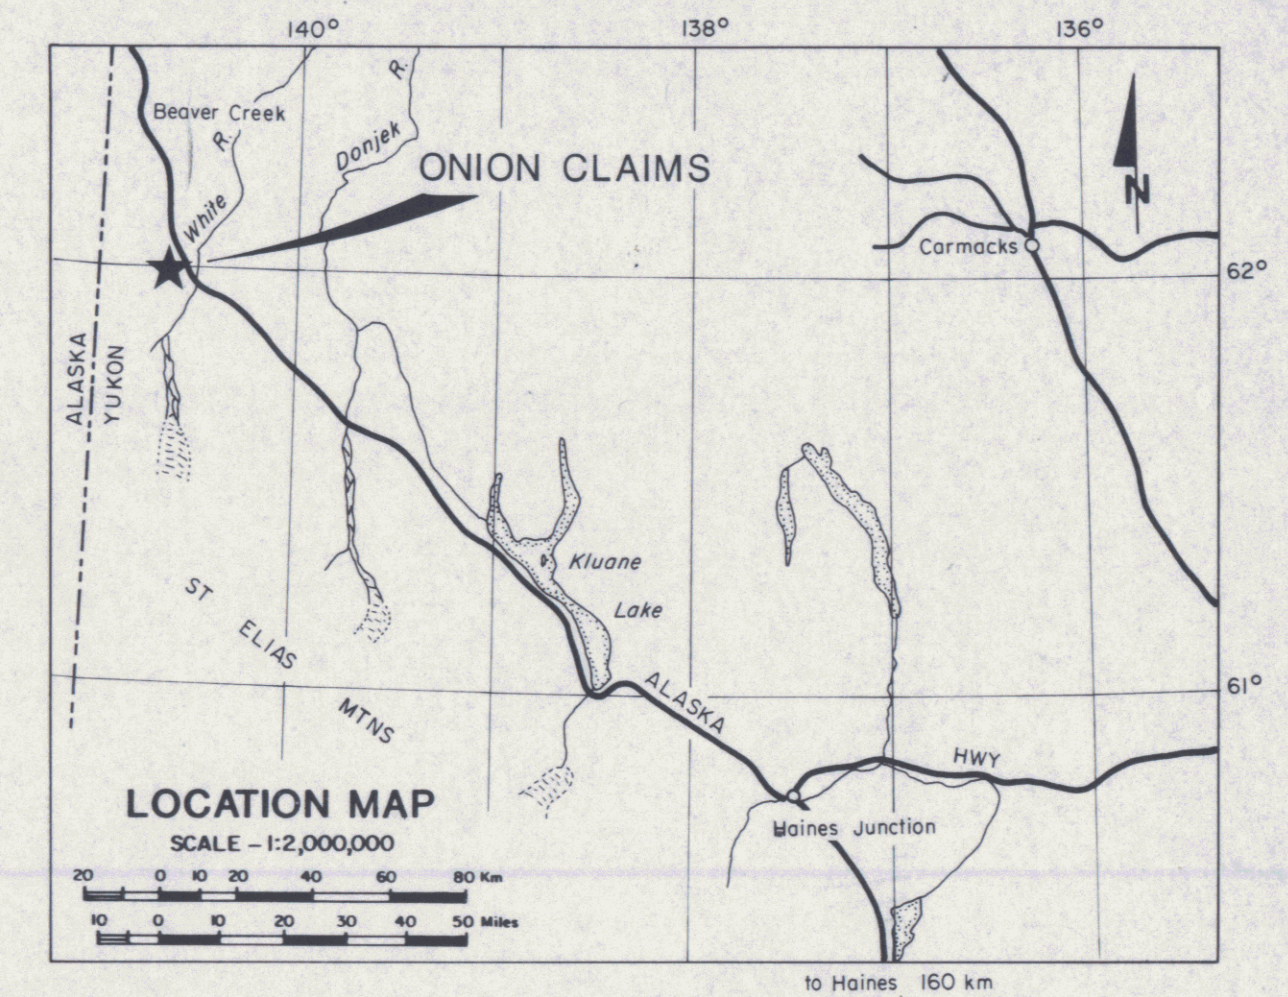 140°
138°
136°
R.
Beaver Creek
R.
Donjek
ONION CLAIMS
N
White
Carmacks
62°
ALASKA
YUKON
Kluane
ST
Lake
ELIAS
61°
ALASKA
MTNS
HWY
LOCATION MAP
SCALE – 1:2,000,000
Haines Junction
20 0 10 20 40 60 80 Km
10 0 10 20 30 40 50 Miles
to Haines 160 km